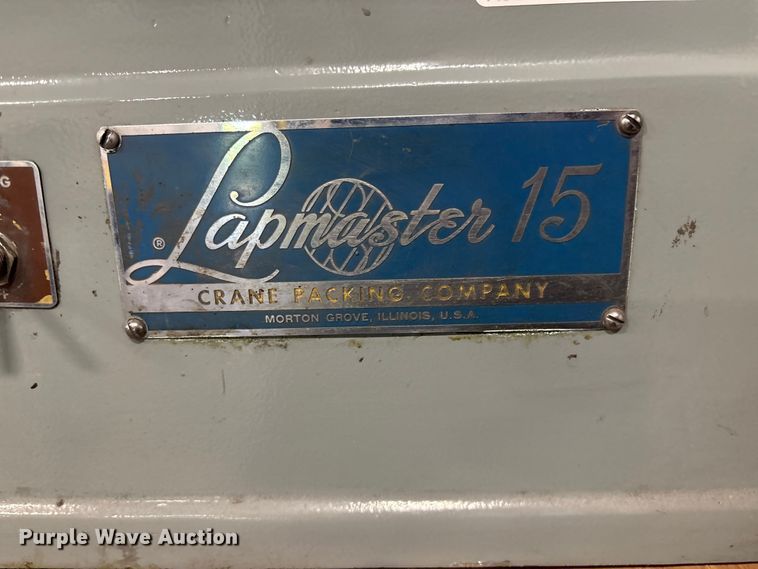 G
® Lapmaster 15
CRANE PACKING COMPANY
MORTON GROVE, ILLINOIS, U.S.A.
Purple Wave Auction